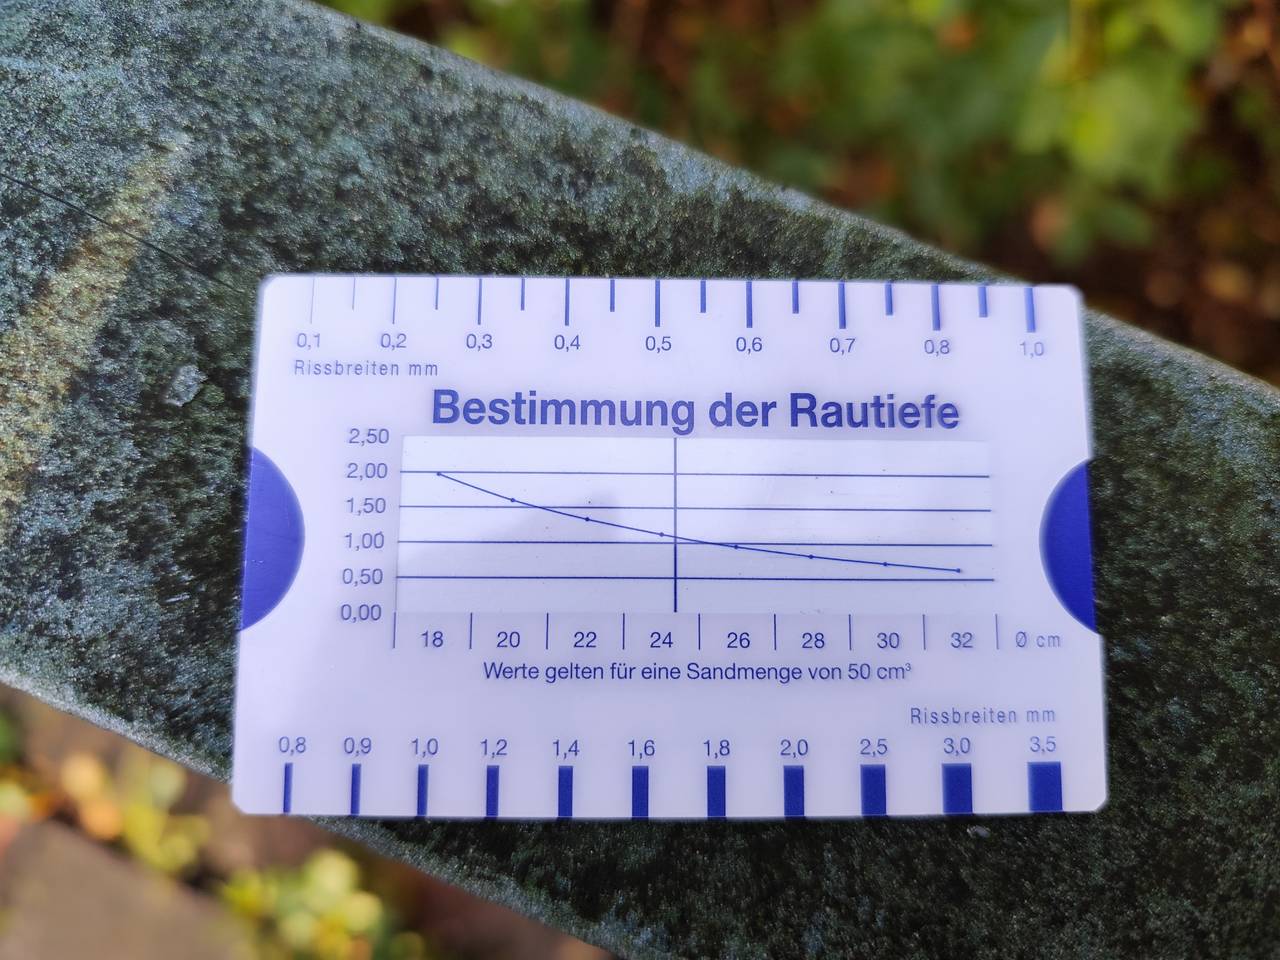 0,1 0,2 0,3 0,4 0,5 0,6 0,7 0,8 1,0
Rissbreiten mm
Bestimmung der Rautiefe
2,50
2,00
1,50
1,00
0,50
0,00
18 20 22 24 26 28 30 32 Ø cm
Werte gelten für eine Sandmenge von 50 cm³
Rissbreiten mm
0,8 0,9 1,0 1,2 1,4 1,6 1,8 2,0 2,5 3,0 3,5